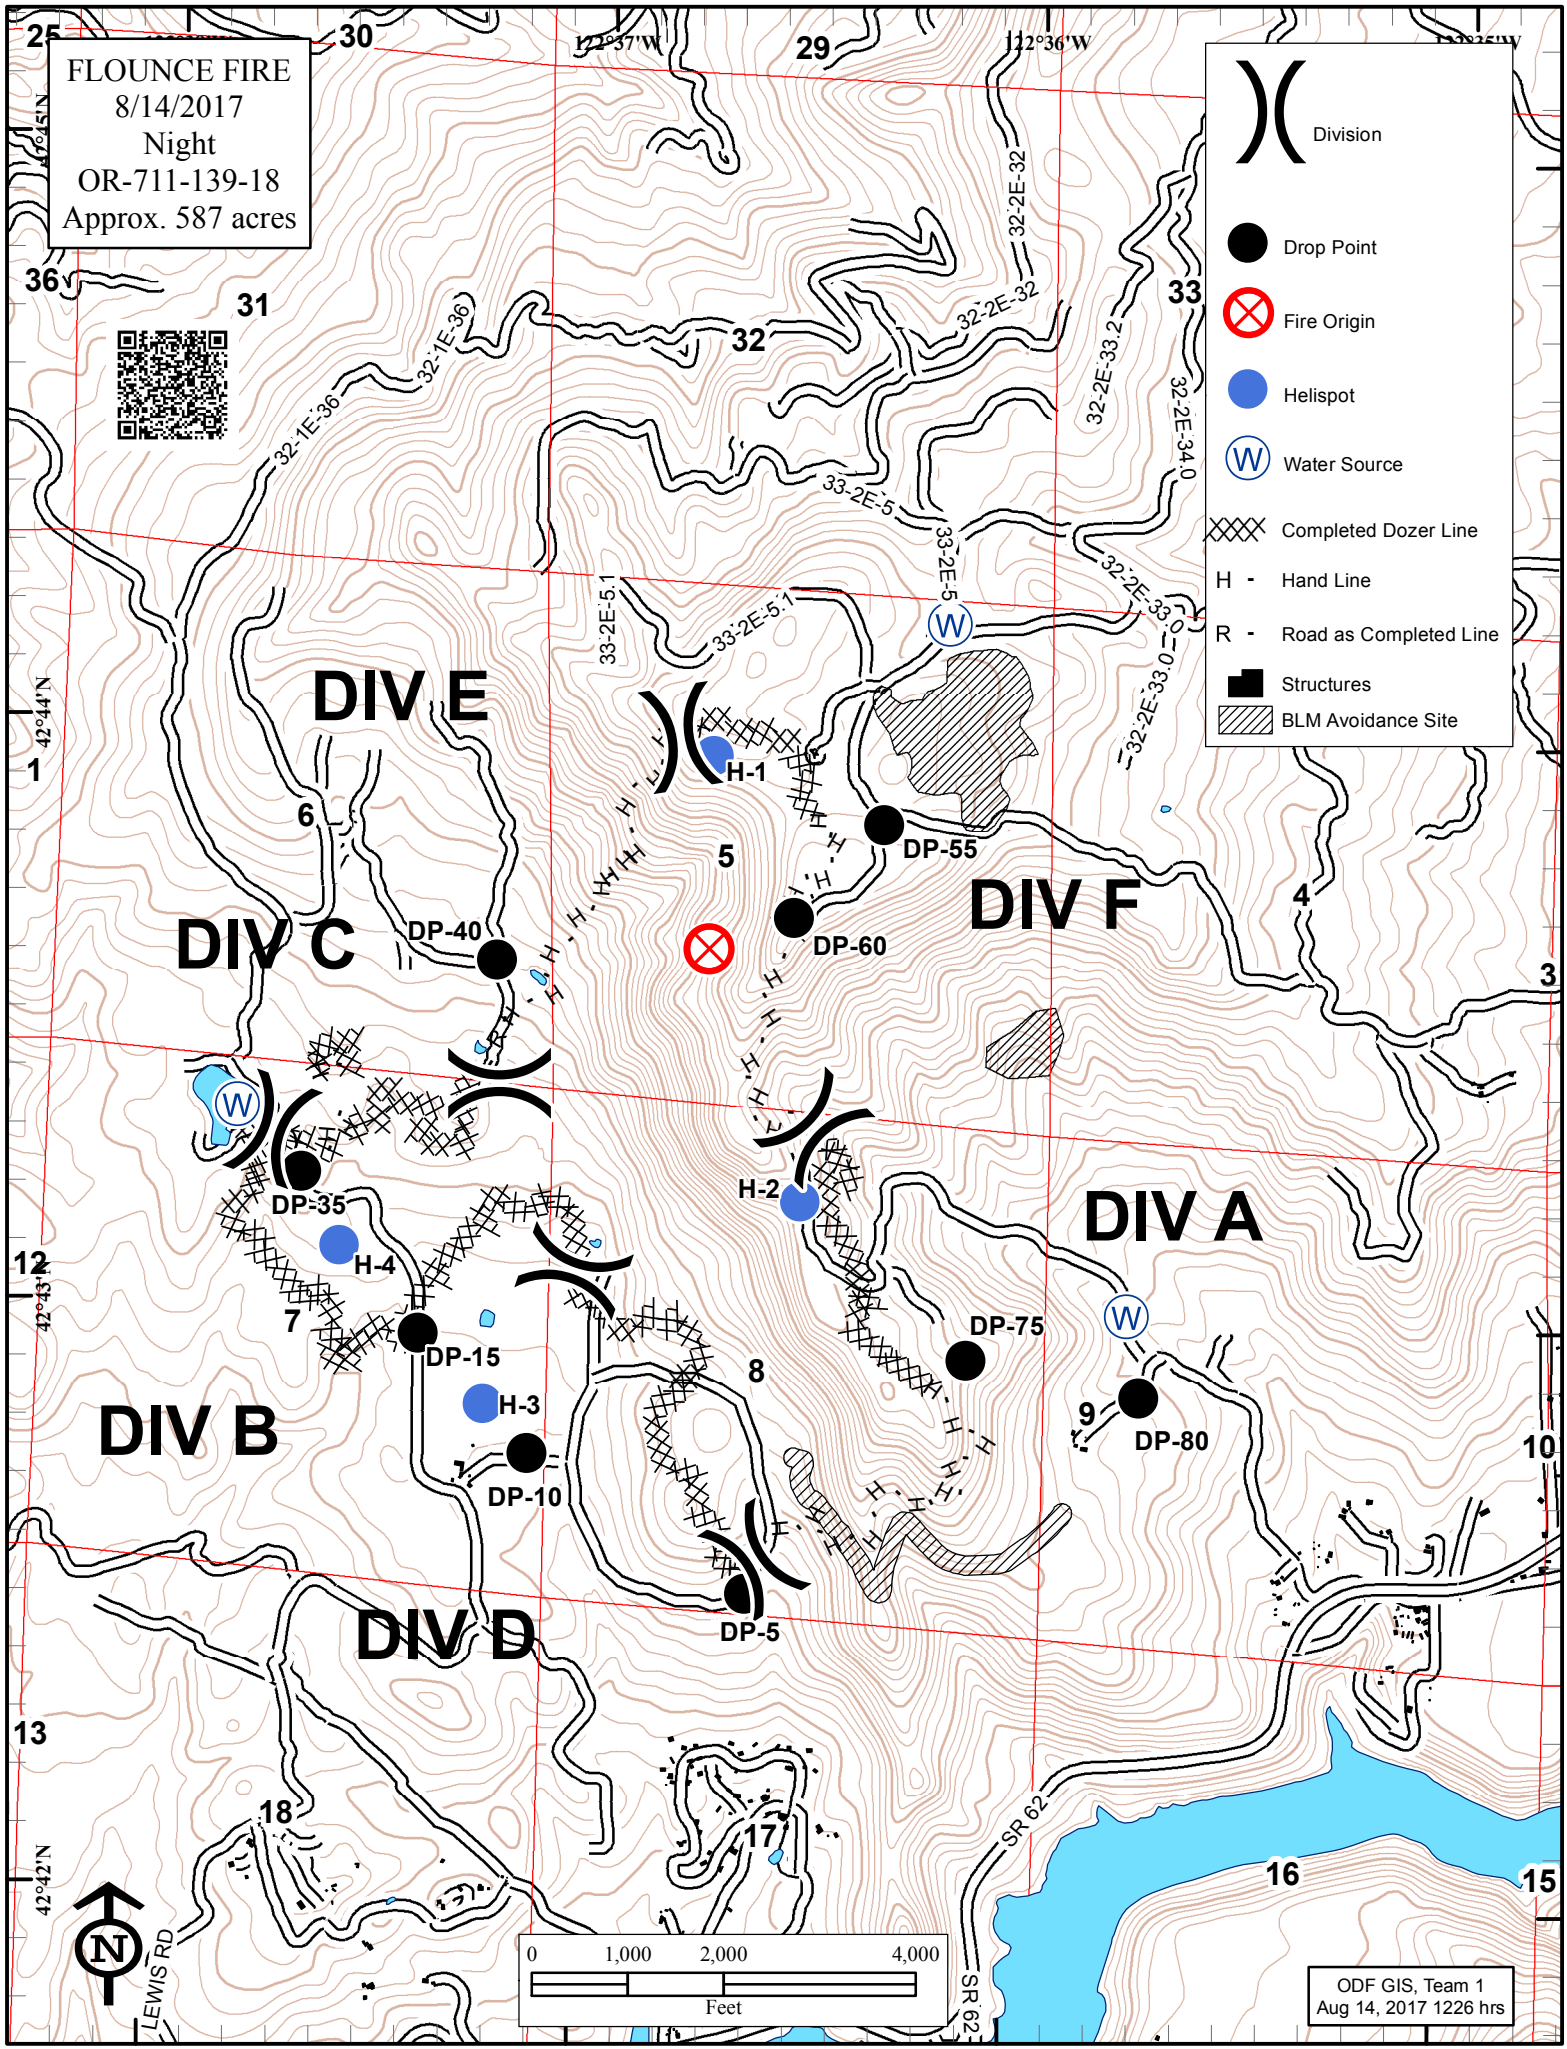 25
30
29
122°37'W
122°36'W
FLOUNCE FIRE
8/14/2017
Night
OR-711-139-18
Approx. 587 acres
42°45'N
Division
Drop Point
Fire Origin
Helispot
Water Source
Completed Dozer Line
H - Hand Line
R - Road as Completed Line
Structures
BLM Avoidance Site
W
36
31
32
33
32-2E-32
32-2E-32
32-1E-36
32-1E-36
32-2E-33.2
32-2E-34.0
33-2E-5
33-2E-5
32-2E-33.0
32-2E-33.0
33-2E-5.1
33-2E-5.1
W
DIV E
42°44'N
1
H-1
6
5
DP-55
DIV F
4
DIV C
DP-40
DP-60
3
R
W
DP-35
H-2
DIV A
H-4
12
42°43'N
7
W
DP-15
DP-75
8
H-3
9
DP-80
DIV B
10
DP-10
DP-5
DIV D
13
18
17
SR 62
16
15
42°42'N
N
LEWIS RD
0 1,000 2,000 4,000
Feet
SR 62
ODF GIS, Team 1
Aug 14, 2017 1226 hrs